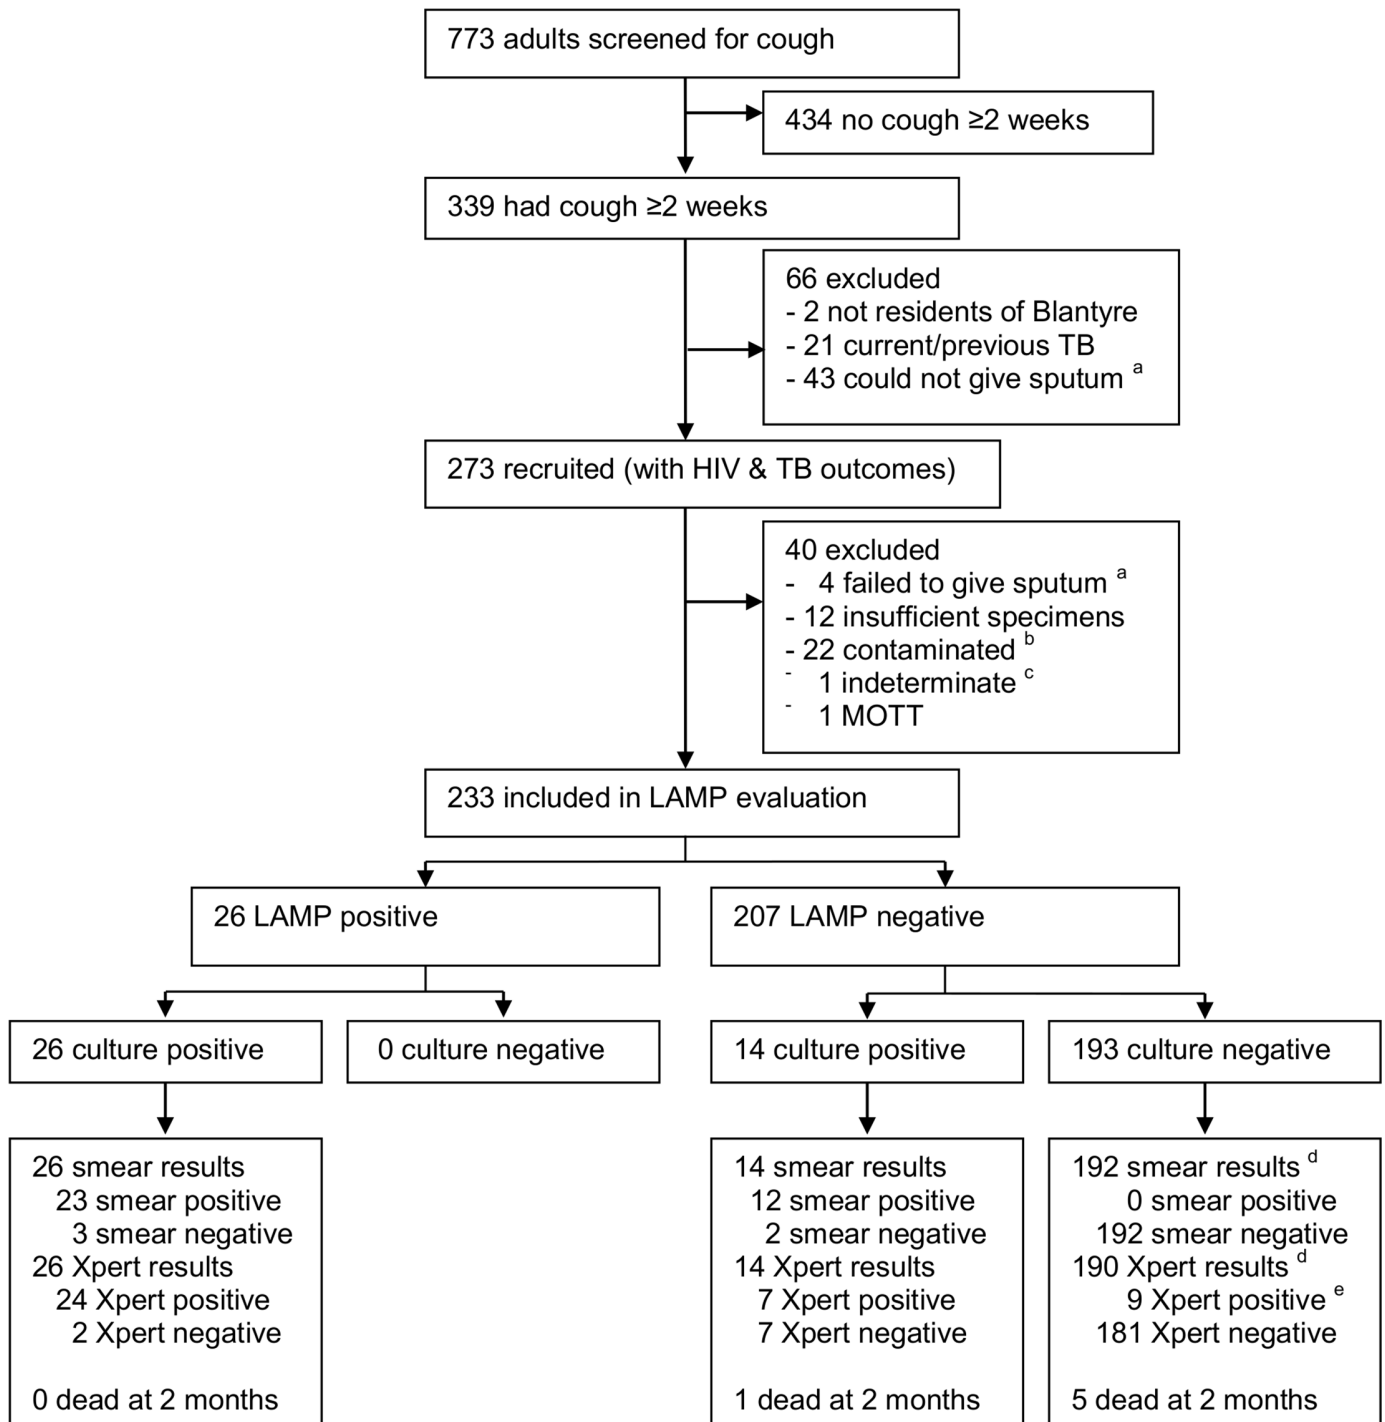 773 adults screened for cough
434 no cough ≥2 weeks
339 had cough ≥2 weeks
66 excluded
- 2 not residents of Blantyre
- 21 current/previous TB
- 43 could not give sputum a
273 recruited (with HIV & TB outcomes)
40 excluded
- 4 failed to give sputum a
- 12 insufficient specimens
- 22 contaminated b
- 1 indeterminate c
- 1 MOTT
233 included in LAMP evaluation
26 LAMP positive
207 LAMP negative
26 culture positive
0 culture negative
14 culture positive
193 culture negative
26 smear results
23 smear positive
3 smear negative
26 Xpert results
24 Xpert positive
2 Xpert negative
0 dead at 2 months
14 smear results
12 smear positive
2 smear negative
14 Xpert results
7 Xpert positive
7 Xpert negative
1 dead at 2 months
192 smear results d
0 smear positive
192 smear negative
190 Xpert results d
9 Xpert positive e
181 Xpert negative
5 dead at 2 months